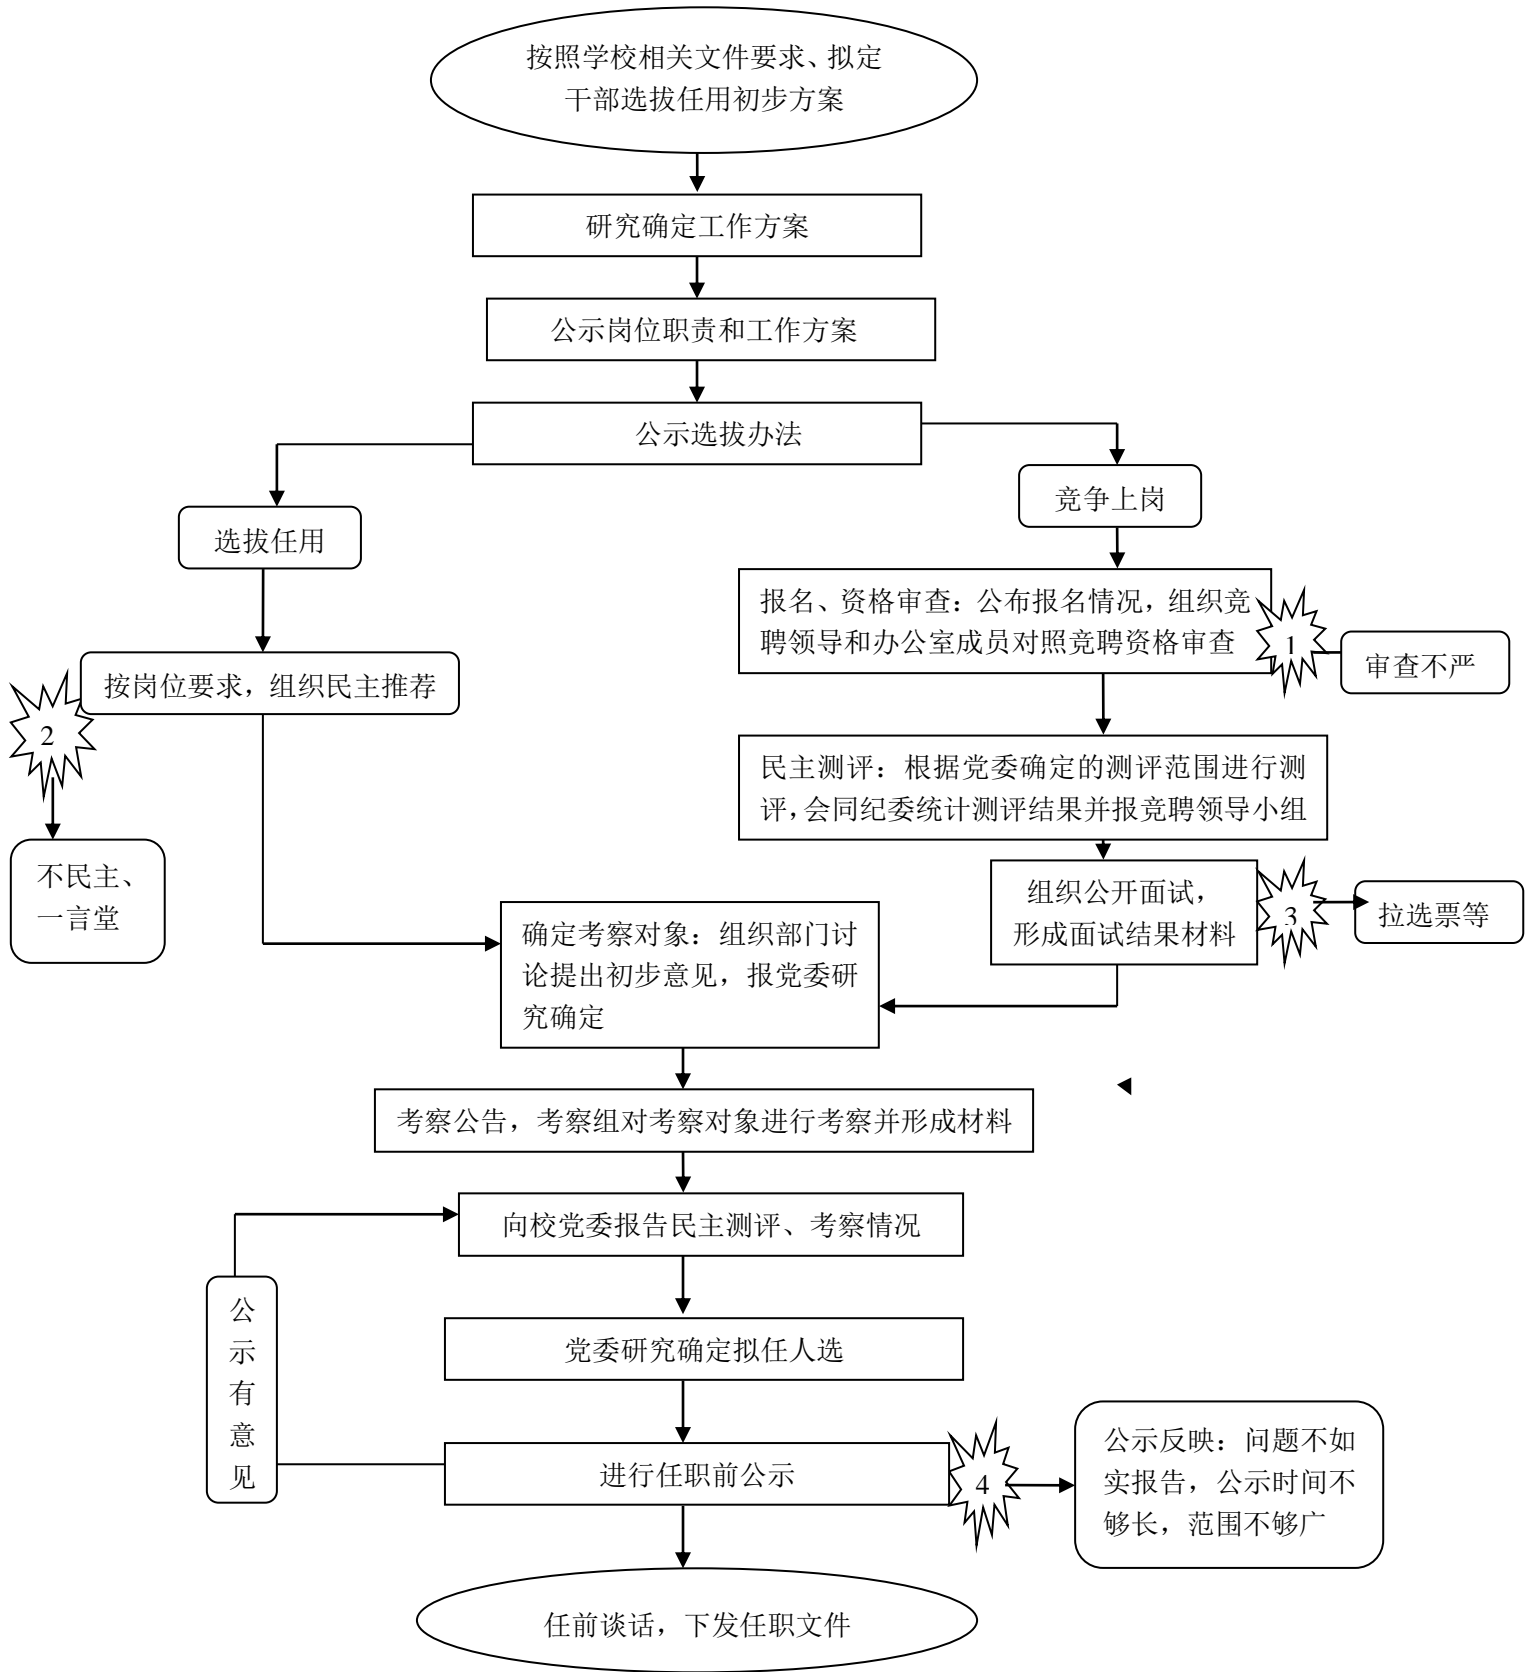 按照学校相关文件要求、拟定
干部选拔任用初步方案
研究确定工作方案
公示岗位职责和工作方案
公示选拔办法
竞争上岗
选拔任用
报名、资格审查：公布报名情况，组织竞
聘领导和办公室成员对照竞聘资格审查
1
审查不严
按岗位要求，组织民主推荐
2
民主测评：根据党委确定的测评范围进行测
评，会同纪委统计测评结果并报竞聘领导小组
不民主、
一言堂
组织公开面试，
形成面试结果材料
3
拉选票等
确定考察对象：组织部门讨
论提出初步意见，报党委研
究确定
考察公告，考察组对考察对象进行考察并形成材料
向校党委报告民主测评、考察情况
公
示
有
意
见
党委研究确定拟任人选
进行任职前公示
4
公示反映：问题不如
实报告，公示时间不
够长，范围不够广
任前谈话，下发任职文件